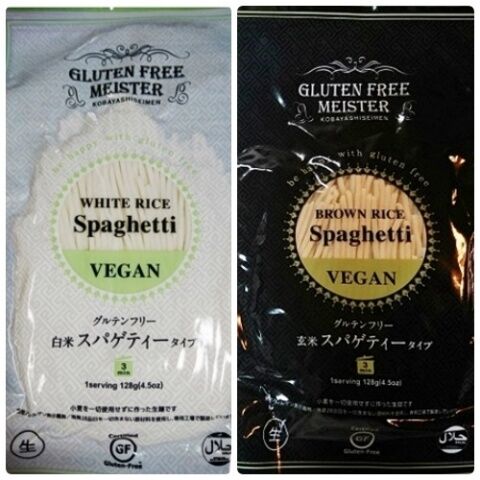 GLUTEN FREE
MEISTER
KOBAYASHISEIMEN
be happy with gluten free
WHITE RICE
Spaghetti
VEGAN
グルテンフリー
白米 スパゲティー タイプ
3
min
1serving 128g(4.5oz)
小麦を一切使用せずに作った生麺です
生
Certified
GF
Gluten-Free
حلال
GLUTEN FREE
MEISTER
KOBAYASHISEIMEN
be happy with gluten free
BROWN RICE
Spaghetti
VEGAN
グルテンフリー
玄米 スパゲティー タイプ
3
min
1serving 128g(4.5oz)
小麦を一切使用せずに作った生麺です
生
Certified
GF
Gluten-Free
حلال